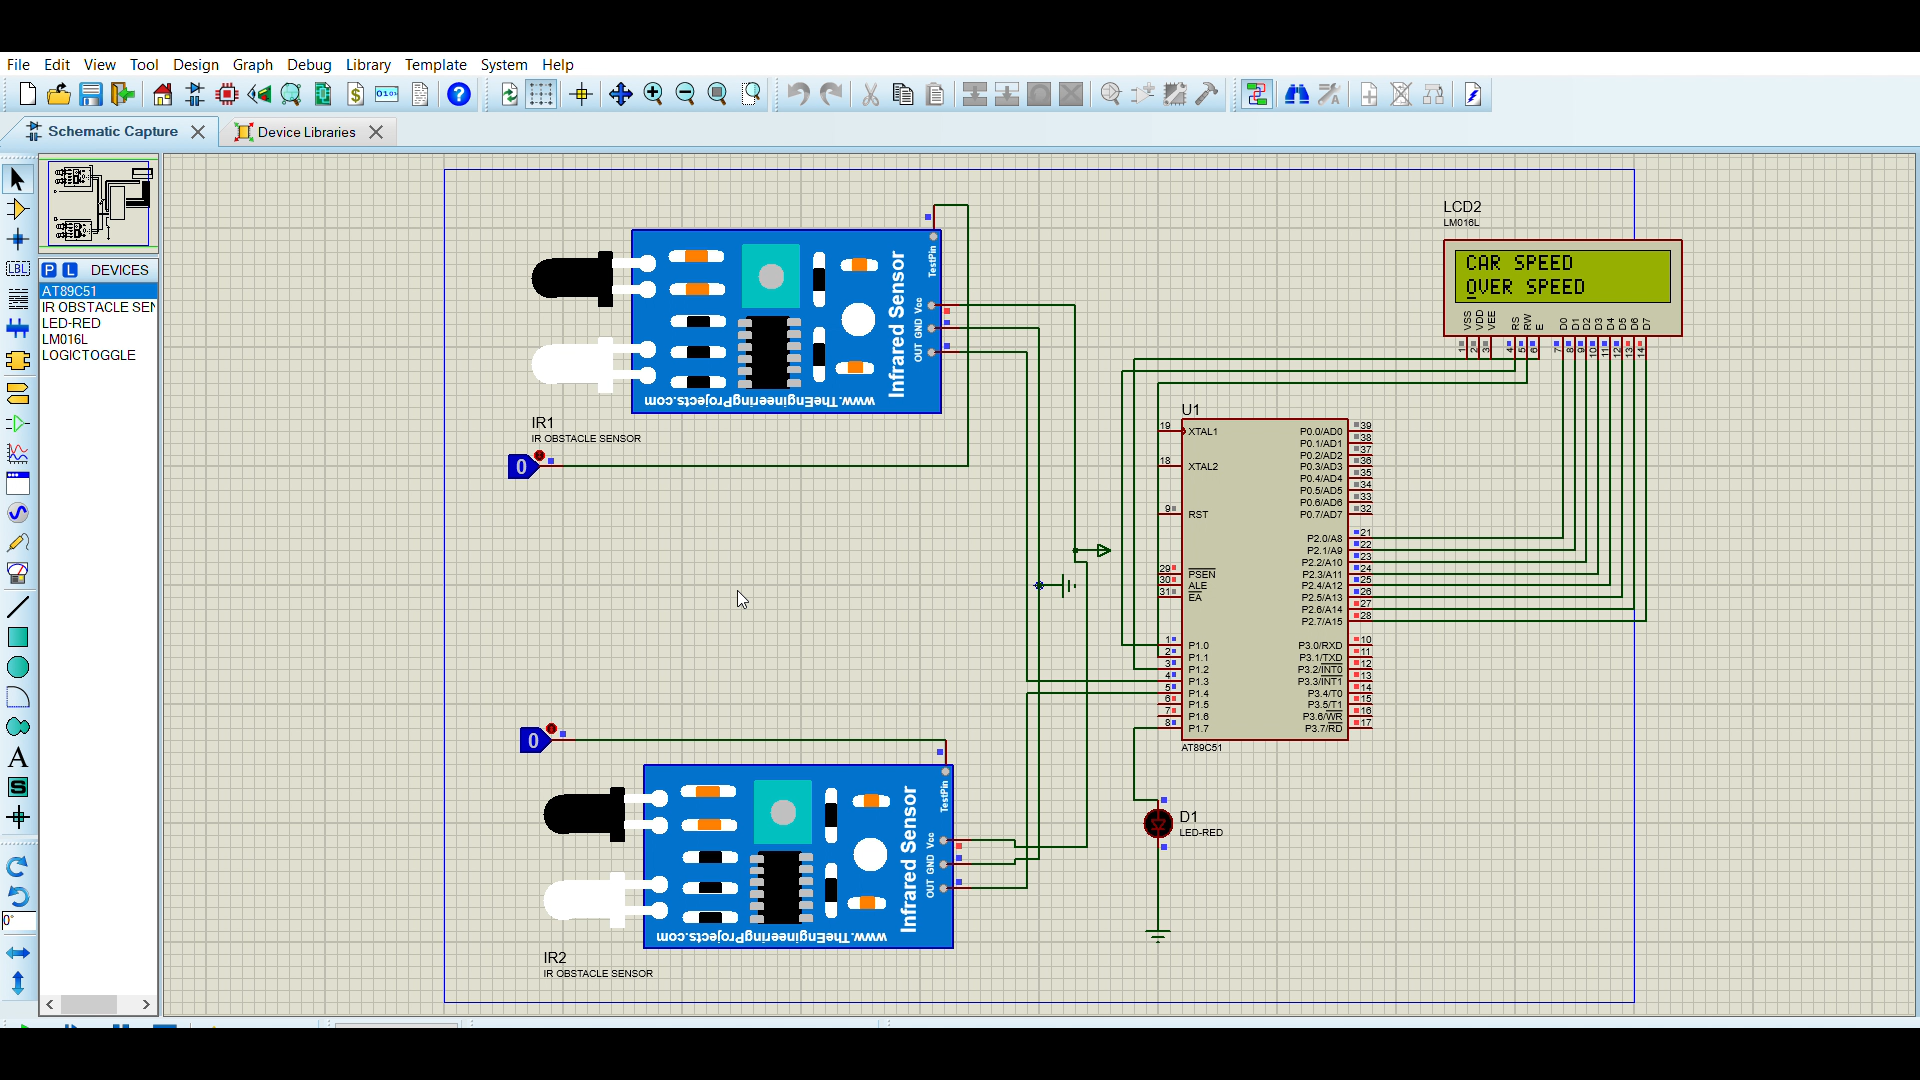 File Edit View Tool Design Graph Debug Library Template System Help
Schematic Capture
Device Libraries
P L DEVICES
AT89C51
IR OBSTACLE SEN
LED-RED
LM016L
LOGICTOGGLE
LBL
A
S
0°
LCD2
LM016L
CAR SPEED
OVER SPEED
VSS VDD VEE RS RW E D0 D1 D2 D3 D4 D5 D6 D7
1 2 3 4 5 6 7 8 9 10 11 12 13 14
TestPin
Vcc
GND
OUT
Infrared Sensor
www.TheEngineeringProjects.com
IR1
IR OBSTACLE SENSOR
0
U1
19 XTAL1
18 XTAL2
9 RST
29 PSEN
30 ALE
31 EA
1 P1.0
2 P1.1
3 P1.2
4 P1.3
5 P1.4
6 P1.5
7 P1.6
8 P1.7
P0.0/AD0 39
P0.1/AD1 38
P0.2/AD2 37
P0.3/AD3 36
P0.4/AD4 35
P0.5/AD5 34
P0.6/AD6 33
P0.7/AD7 32
P2.0/A8 21
P2.1/A9 22
P2.2/A10 23
P2.3/A11 24
P2.4/A12 25
P2.5/A13 26
P2.6/A14 27
P2.7/A15 28
P3.0/RXD 10
P3.1/TXD 11
P3.2/INT0 12
P3.3/INT1 13
P3.4/T0 14
P3.5/T1 15
P3.6/WR 16
P3.7/RD 17
AT89C51
0
TestPin
Vcc
GND
OUT
Infrared Sensor
www.TheEngineeringProjects.com
IR2
IR OBSTACLE SENSOR
D1
LED-RED